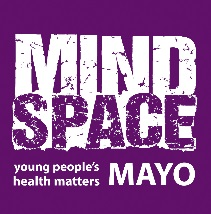 MIND
SPACE
young people's
health matters MAYO